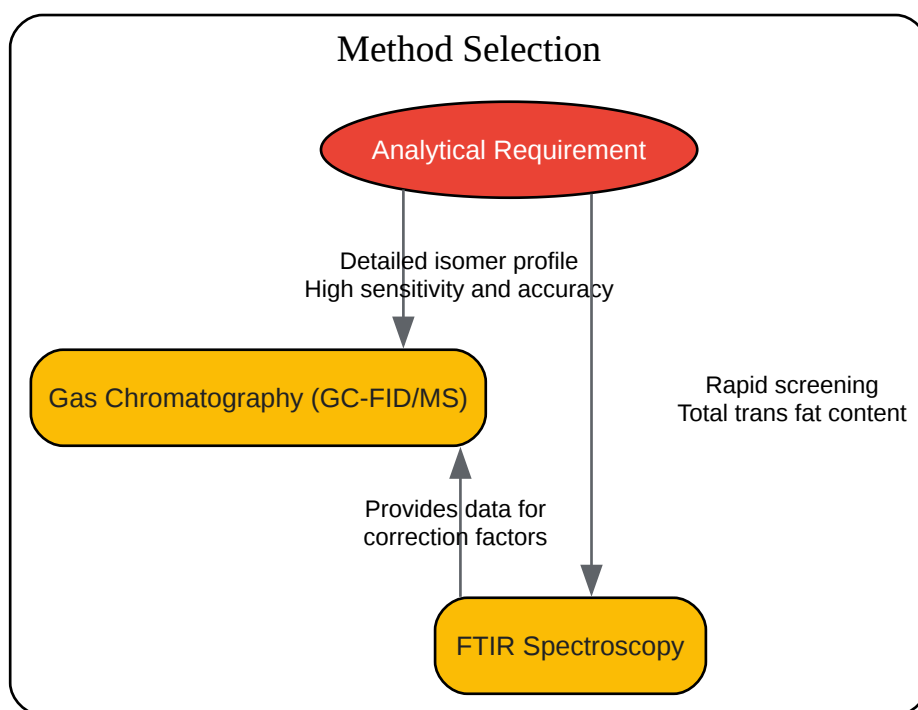 Method Selection
Analytical Requirement
Detailed isomer profile
High sensitivity and accuracy
Gas Chromatography (GC-FID/MS)
Rapid screening
Total trans fat content
Provides data for
correction factors
FTIR Spectroscopy